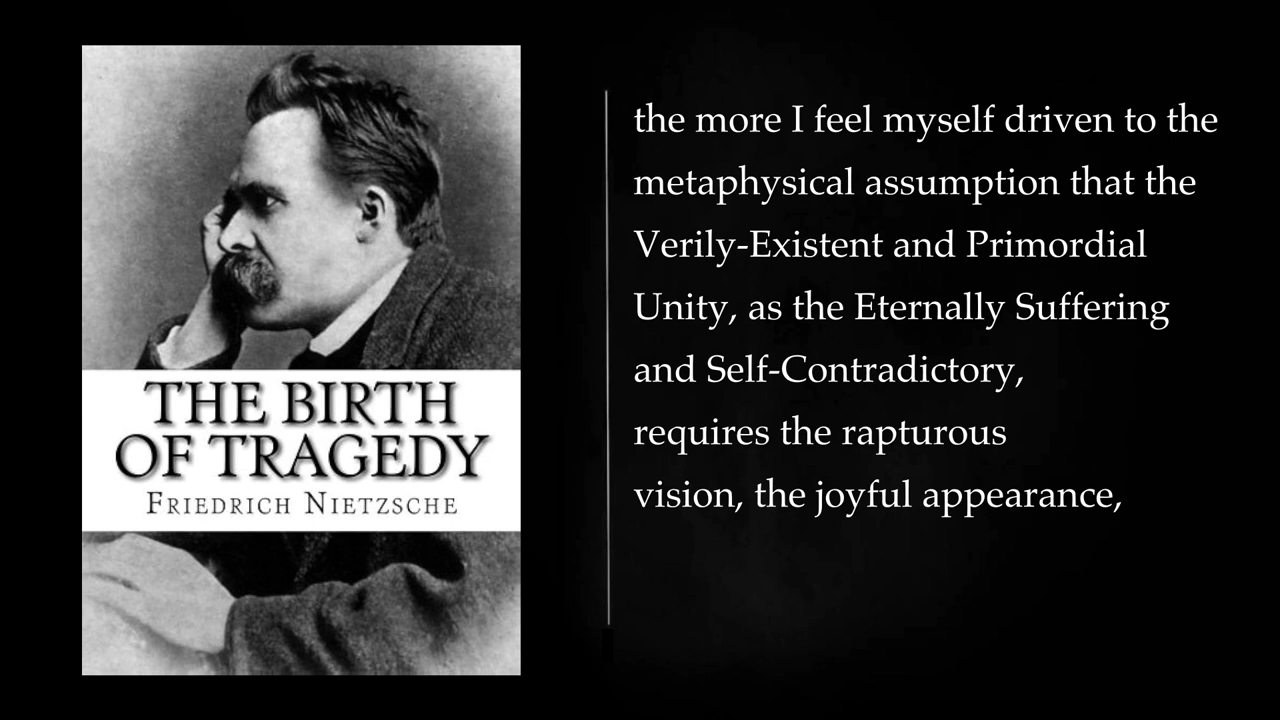 THE BIRTH
OF TRAGEDY
FRIEDRICH NIETZSCHE
the more I feel myself driven to the
metaphysical assumption that the
Verily-Existent and Primordial
Unity, as the Eternally Suffering
and Self-Contradictory,
requires the rapturous
vision, the joyful appearance,